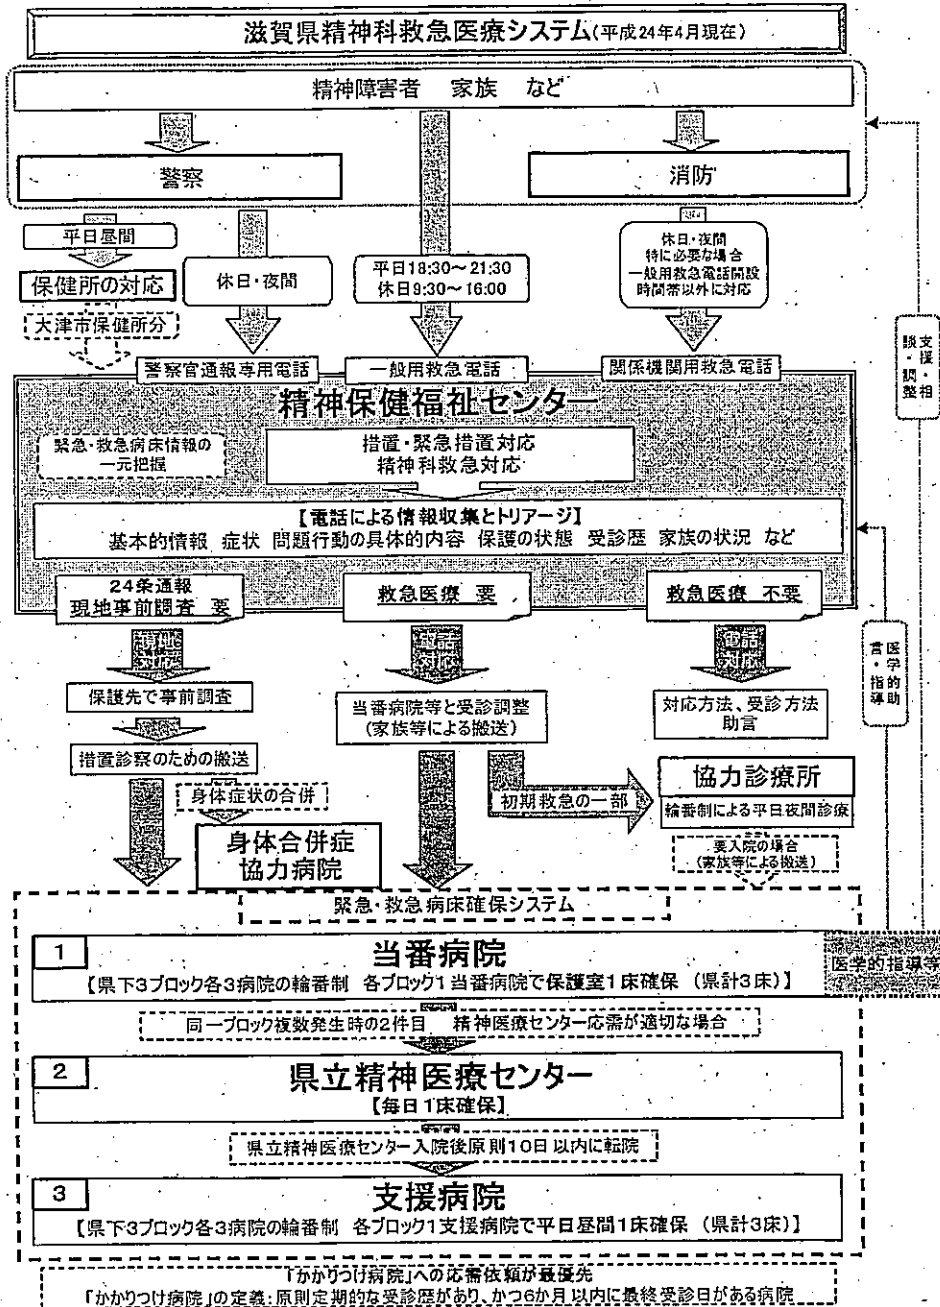 滋賀県精神科救急医療システム(平成24年4月現在)
精神障害者 家族 など
警察
消防
平日昼間
保健所の対応
大津市保健所分
休日・夜間
平日18:30～21:30
休日9:30～16:00
休日・夜間
特に必要な場合
一般用救急電話開設
時間帯以外に対応
支援・相
談・調整
警察官通報専用電話
一般用救急電話
関係機関用救急電話
精神保健福祉センター
緊急・救急病床情報の
一元把握
措置・緊急措置対応
精神科救急対応
【電話による情報収集とトリアージ】
基本的情報 症状 問題行動の具体的内容 保護の状態 受診歴 家族の状況 など
24条通報
現地事前調査 要
救急医療 要
救急医療 不要
電話
対応
電話
対応
医学的助
言・指導
保護先で事前調査
措置診察のための搬送
身体症状の合併
身体合併症
協力病院
当番病院等と受診調整
(家族等による搬送)
初期救急の一部
対応方法、受診方法
助言
協力診療所
輪番制による平日夜間診療
要入院の場合
(家族等による搬送)
緊急・救急病床確保システム
1
当番病院
【県下3ブロック各3病院の輪番制 各ブロック1当番病院で保護室1床確保 (県計3床)】
医学的指導等
同一ブロック複数発生時の2件目 精神医療センター応需が適切な場合
2
県立精神医療センター
【毎日1床確保】
県立精神医療センター入院後原則10日以内に転院
3
支援病院
【県下3ブロック各3病院の輪番制 各ブロック1支援病院で平日昼間1床確保 (県計3床)】
「かかりつけ病院」への応需依頼が最優先
「かかりつけ病院」の定義:原則定期的な受診歴があり、かつ6か月以内に最終受診日がある病院